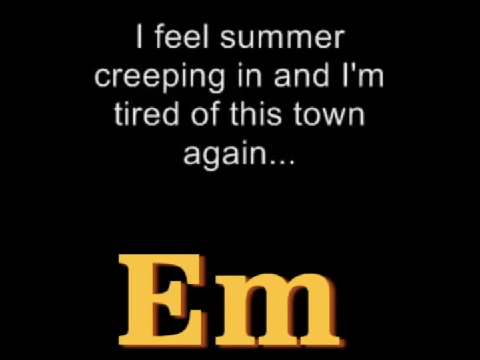 I feel summer
creeping in and I'm
tired of this town
again...
Em